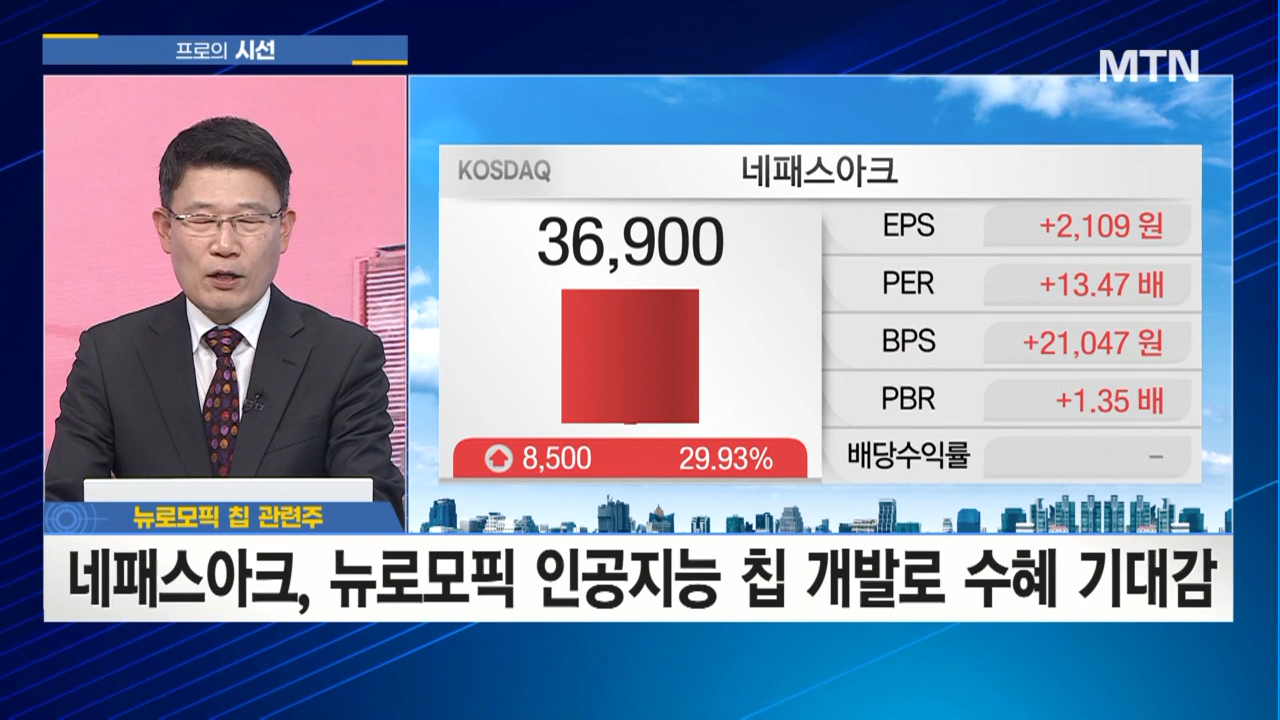 프로의 시선
MTN
KOSDAQ
네패스아크
36,900
8,500 29.93%
EPS +2,109 원
PER +13.47 배
BPS +21,047 원
PBR +1.35 배
배당수익률 –
뉴로모픽 칩 관련주
네패스아크, 뉴로모픽 인공지능 칩 개발로 수혜 기대감